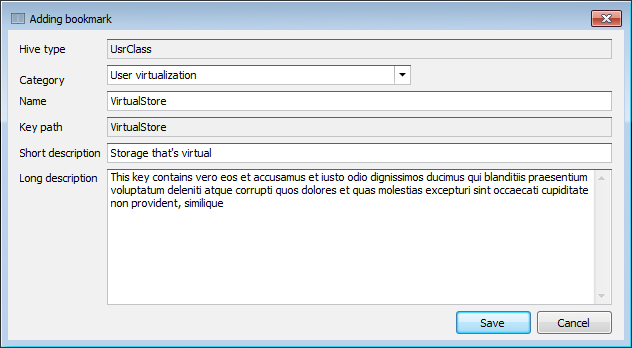 Adding bookmark
Hive type UsrClass
Category User virtualization
Name VirtualStore
Key path VirtualStore
Short description Storage that's virtual
Long description This key contains vero eos et accusamus et iusto odio dignissimos ducimus qui blanditiis praesentium
voluptatum deleniti atque corrupti quos dolores et quas molestias excepturi sint occaecati cupiditate
non provident, similique
Save Cancel